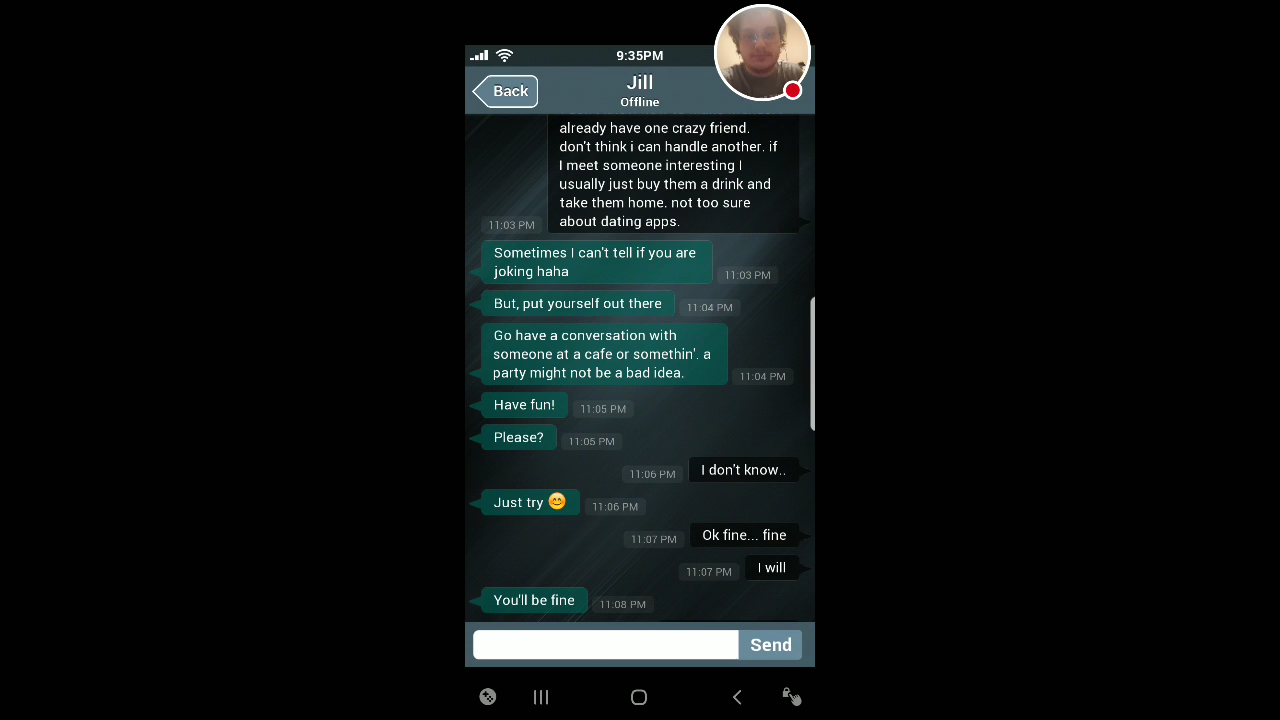 9:35PM
Back
Jill
Offline
already have one crazy friend.
don't think i can handle another. if
I meet someone interesting I
usually just buy them a drink and
take them home. not too sure
about dating apps.
11:03 PM
Sometimes I can't tell if you are
joking haha
11:03 PM
But, put yourself out there
11:04 PM
Go have a conversation with
someone at a cafe or somethin'. a
party might not be a bad idea.
11:04 PM
Have fun!
11:05 PM
Please?
11:05 PM
11:06 PM
I don't know..
Just try 😊
11:06 PM
11:07 PM
Ok fine... fine
11:07 PM
I will
You'll be fine
11:08 PM
Send